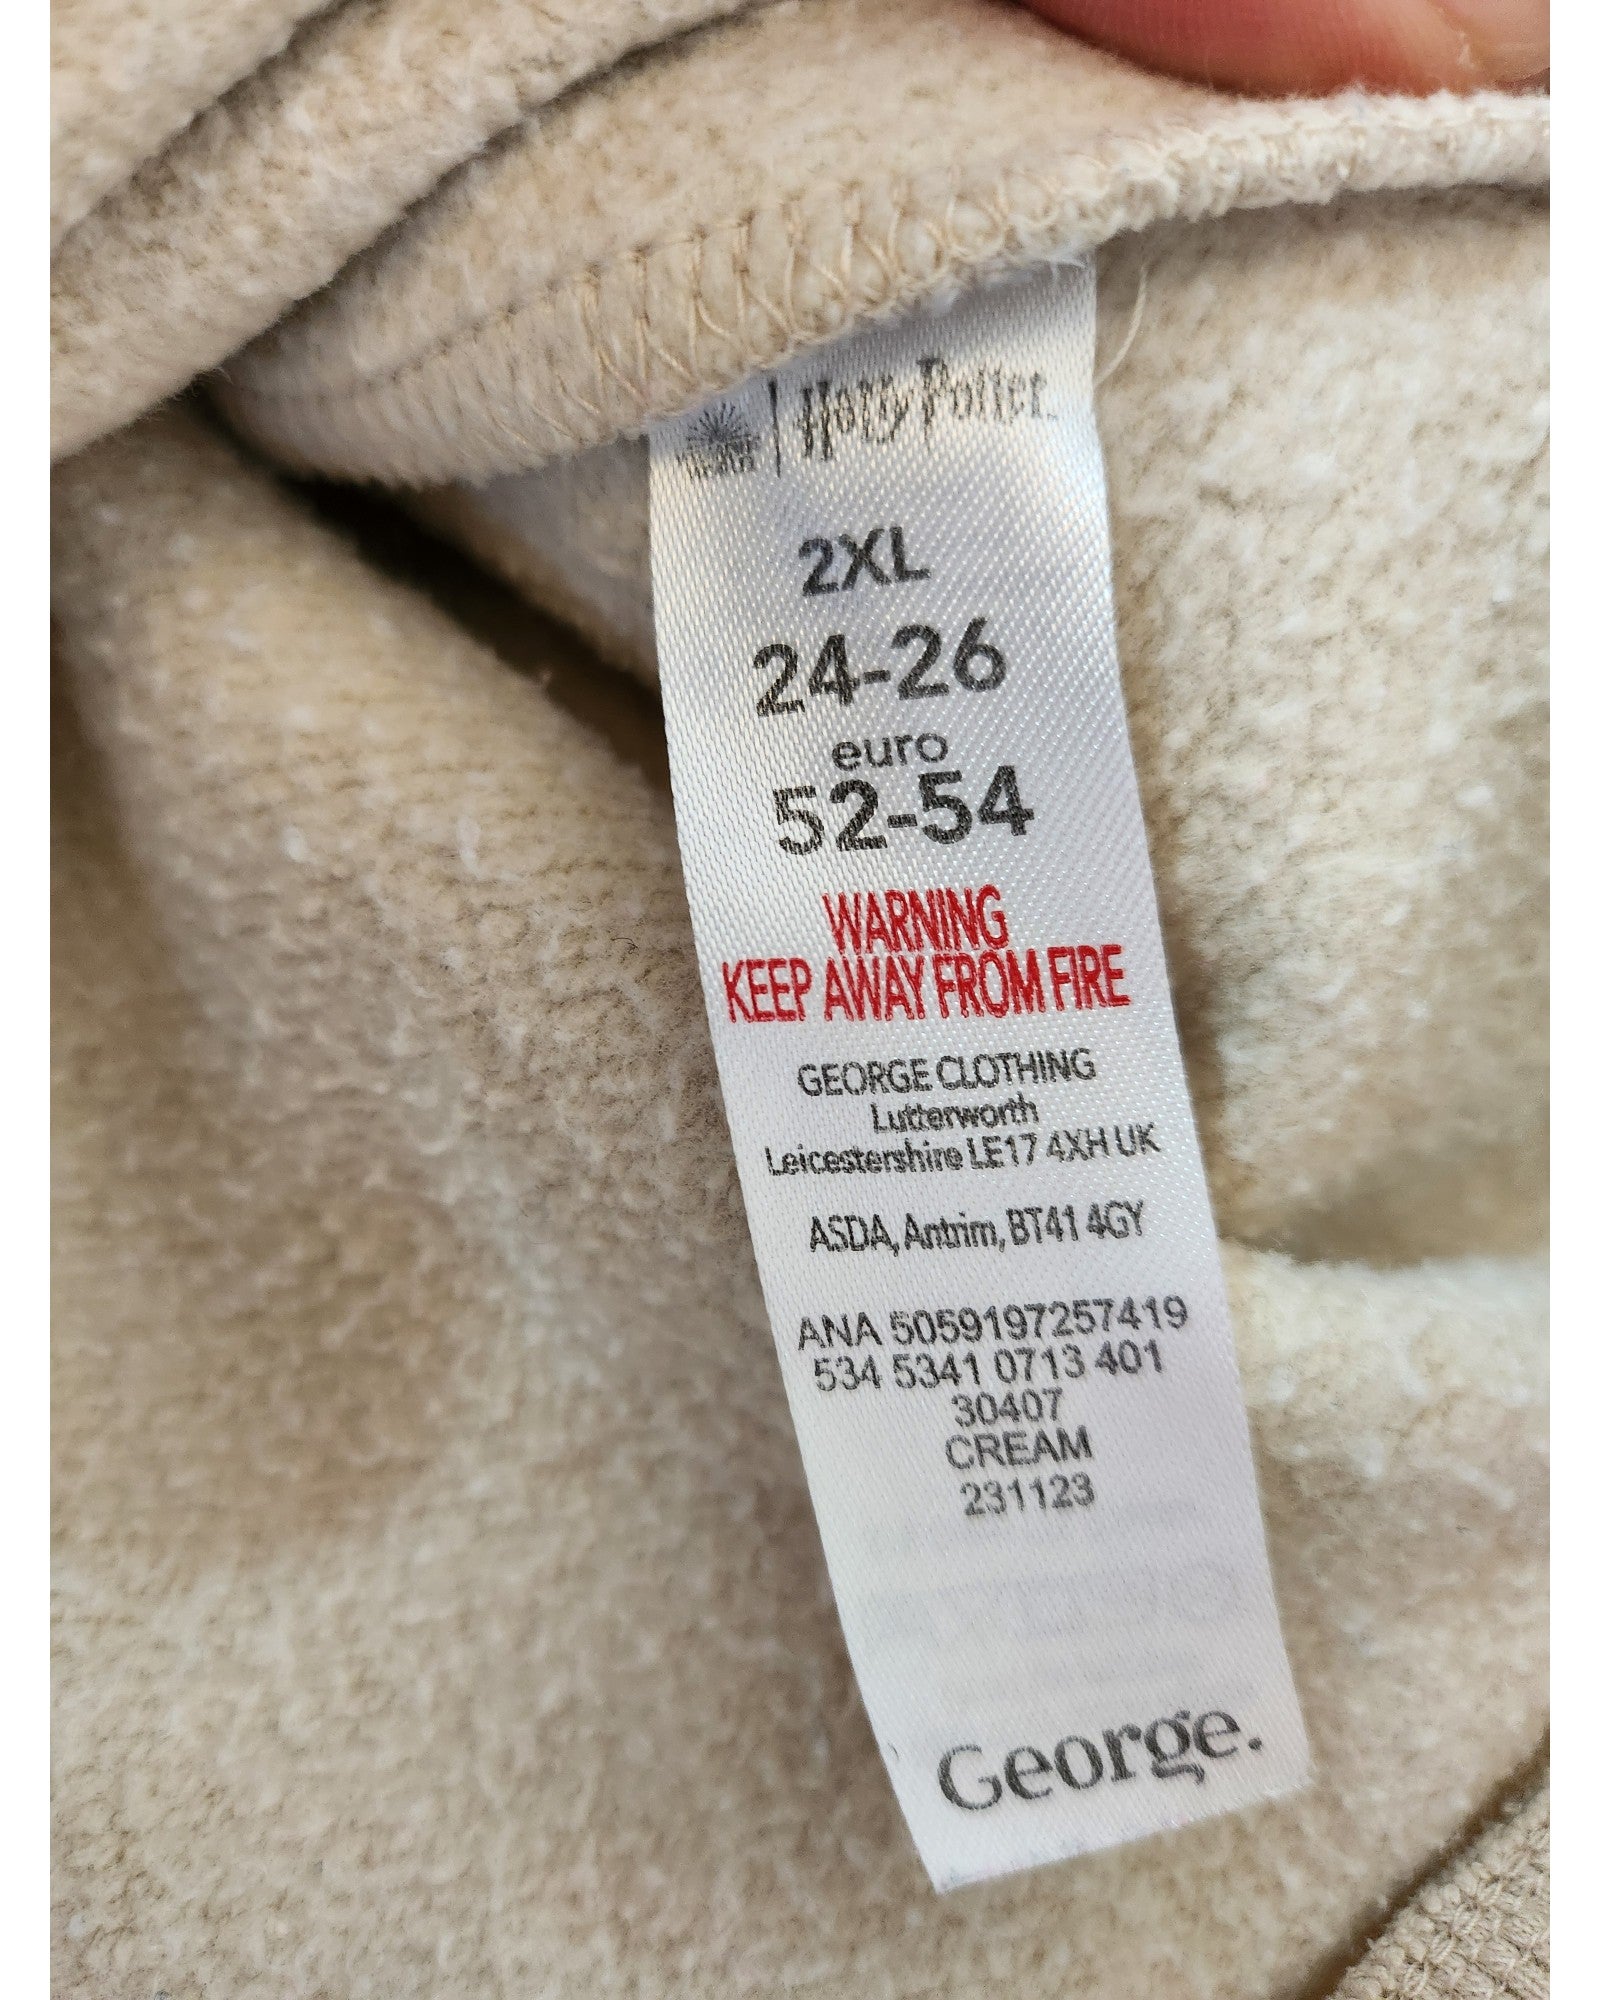 Harry Potter
2XL
24-26
euro
52-54
WARNING
KEEP AWAY FROM FIRE
GEORGE CLOTHING
Lutterworth
Leicestershire LE17 4XH UK
ASDA, Antrim, BT41 4GY
ANA 5059197257419
534 5341 0713 401
30407
CREAM
231123
George.